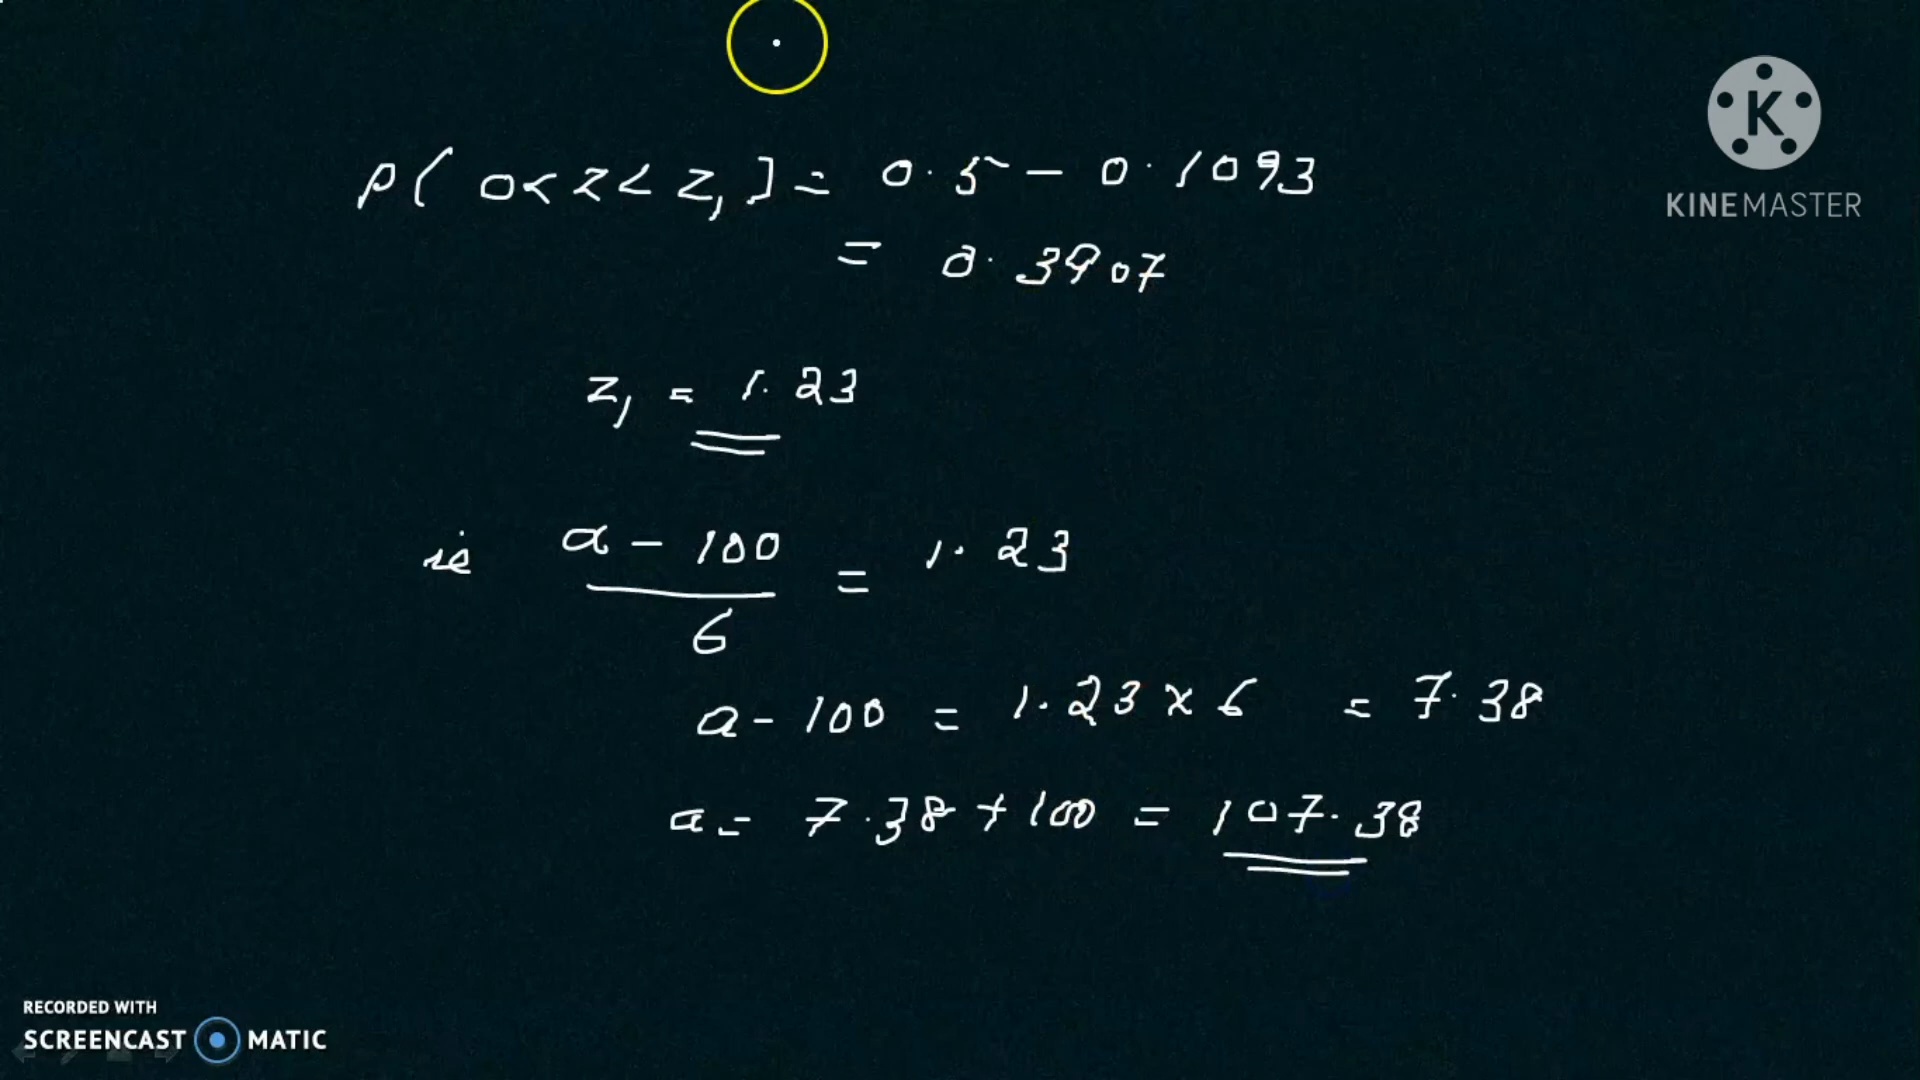 P( 0<z<z₁ ] = 0.5 - 0.1093
= 0.3907
z₁ = 1.23
ie a - 100 / 6 = 1.23
a - 100 = 1.23 x 6 = 7.38
a = 7.38 + 100 = 107.38
K
KINEMASTER
RECORDED WITH
SCREENCAST MATIC